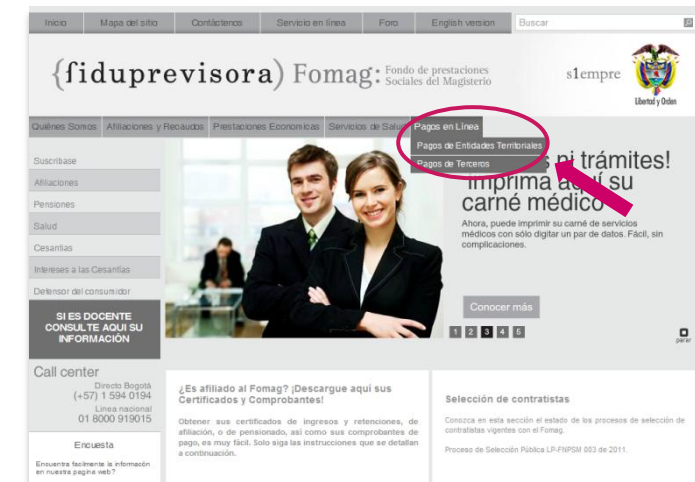 Inicio Mapa del sitio Contáctenos Servicio en línea Foro English version Buscar
{fiduprevisora) Fomag: Fondo de prestaciones
Sociales del Magisterio
s1empre
Libertad y Orden
Quiénes Somos Afiliaciones y Recaudos Prestaciones Economicas Servicios de Salud Pagos en Línea
Pagos de Entidades Territoriales
Pagos de Terceros
Suscribase
Afiliaciones
Pensiones
Salud
Cesantías
Intereses a las Cesantías
Defensor del consumidor
SI ES DOCENTE
CONSULTE AQUI SU
INFORMACIÓN
ni trámites!
imprima aquí su
carné médico
Ahora, puede imprimir su carné de servicios
médicos con sólo digitar un par de datos. Fácil, sin
complicaciones.
Conocer más
1 2 3 4 5
parar
Call center
Directo Bogotá
(+57) 1 594 0194
Linea nacional
01 8000 919015
Encuesta
Encuentra facilmente la informacón
en nuestra pagina web?
¿Es afiliado al Fomag? ¡Descargue aquí sus
Certificados y Comprobantes!
Obtener sus certificados de ingresos y retenciones, de
afiliación, o de pensionado, así como sus comprobantes de
pago, es muy fácil. Solo siga las instrucciones que se detallan
a continuación.
Selección de contratistas
Conozca en esta sección el estado de los procesos de selección de
contratistas vigentes con el Fomag.
Proceso de Selección Pública LP-FNPSM 003 de 2011.